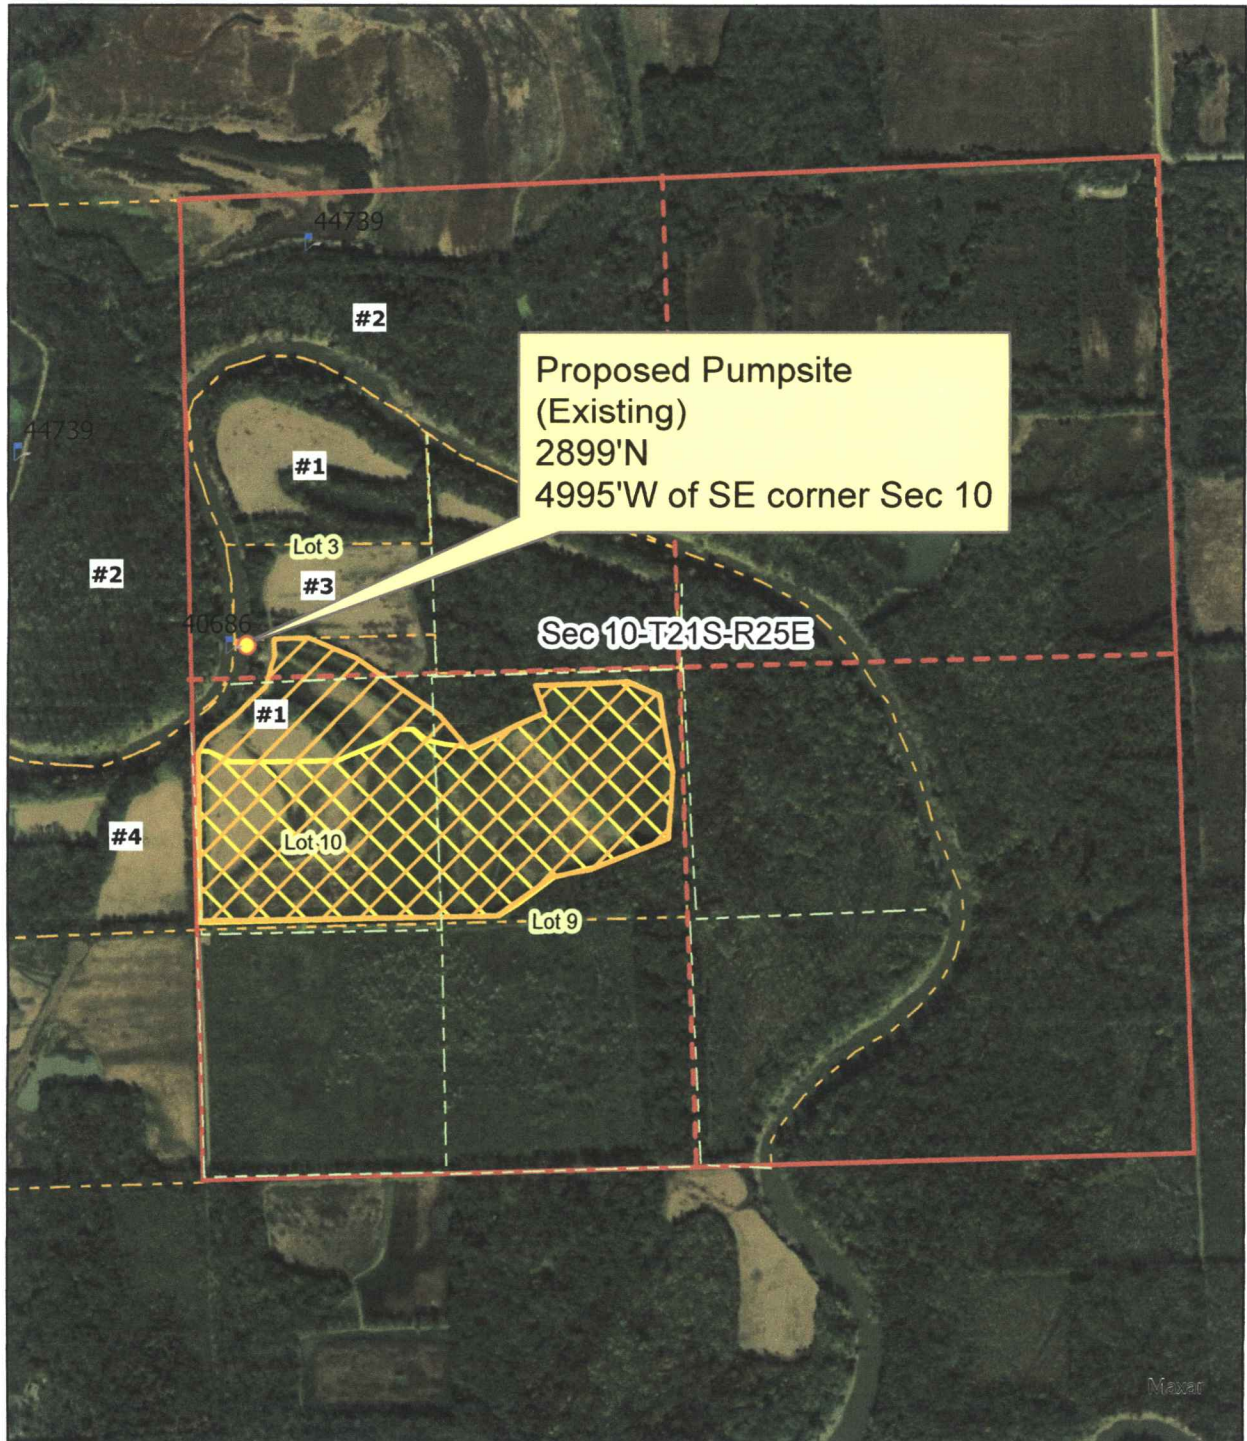 44739
#2
Proposed Pumpsite
(Existing)
2899'N
4995'W of SE corner Sec 10
44739
#1
Lot 3
#2
#3
40686
Sec 10-T21S-R25E
#1
#4
Lot 10
Lot 9
Maxar